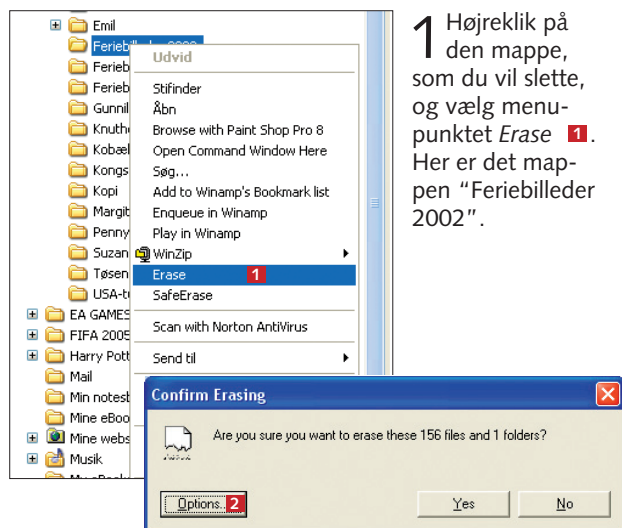 Emil
Feriebilleder 2002
Udvid
Ferieb
Ferieb
Stifinder
Gunnil
Åbn
Knuth
Browse with Paint Shop Pro 8
Kobæl
Open Command Window Here
Kongs
Søg...
Kopi
Add to Winamp's Bookmark list
Margit
Enqueue in Winamp
Penny
Play in Winamp
Suzan
WinZip
Tøsen
Erase 1
USA-t
SafeErase
EA GAMES
FIFA 2005
Scan with Norton AntiVirus
Harry Pott
Send til
Mail
Min notesb
Mine eBoo
Mine webs
Musik
Confirm Erasing
Are you sure you want to erase these 156 files and 1 folders?
Options... 2
Yes
No
1 Højreklik på
den mappe,
som du vil slette,
og vælg menu-
punktet Erase 1.
Her er det map-
pen "Feriebilleder
2002".